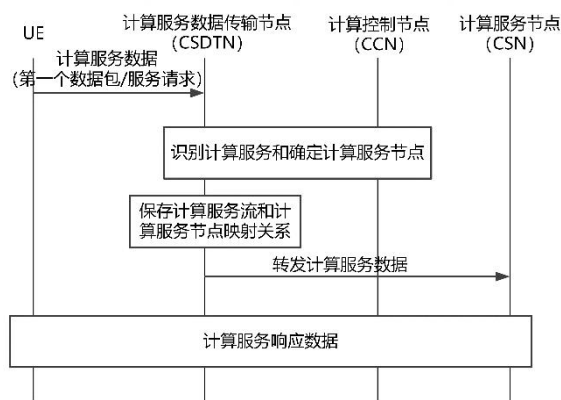 UE
计算服务数据传输节点
（CSDTN）
计算控制节点
（CCN）
计算服务节点
（CSN）
计算服务数据
（第一个数据包/服务请求）
识别计算服务和确定计算服务节点
保存计算服务流和计
算服务节点映射关系
转发计算服务数据
计算服务响应数据